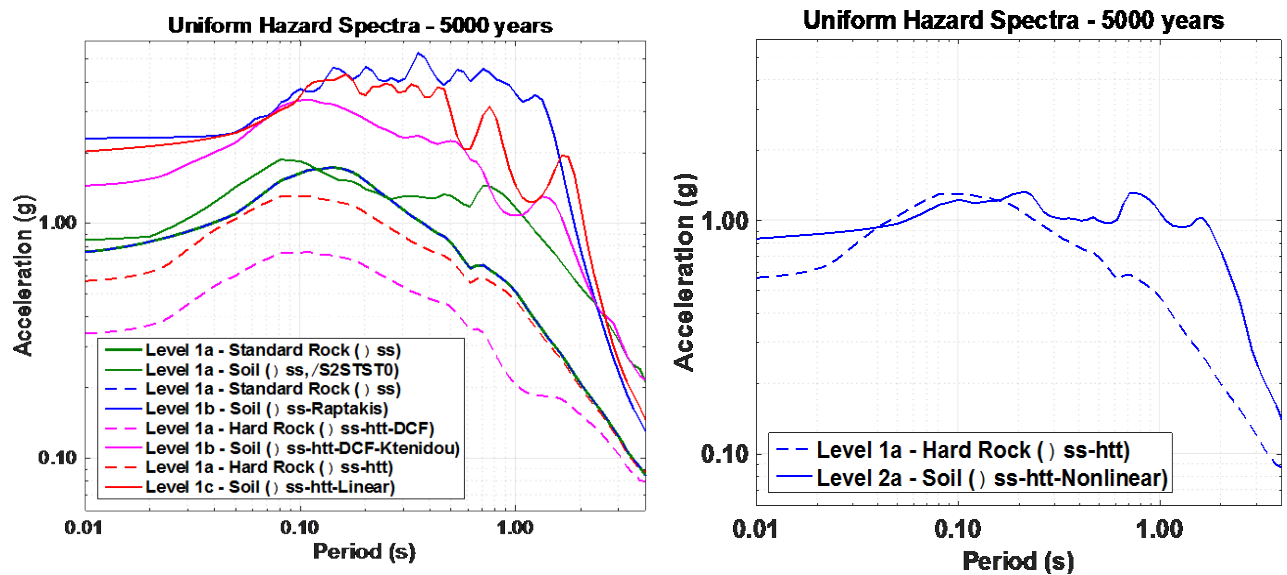 Uniform Hazard Spectra - 5000 years
Acceleration (g)
1.00
0.10
Level 1a - Standard Rock () ss)
Level 1a - Soil () ss,/S2STST0)
Level 1a - Standard Rock () ss)
Level 1b - Soil () ss-Raptakis)
Level 1a - Hard Rock () ss-htt-DCF)
Level 1b - Soil () ss-htt-DCF-Ktenidou)
Level 1a - Hard Rock () ss-htt)
Level 1c - Soil () ss-htt-Linear)
0.01 0.10 1.00
Period (s)
Uniform Hazard Spectra - 5000 years
Acceleration (g)
1.00
0.10
Level 1a - Hard Rock () ss-htt)
Level 2a - Soil () ss-htt-Nonlinear)
0.01 0.10 1.00
Period (s)